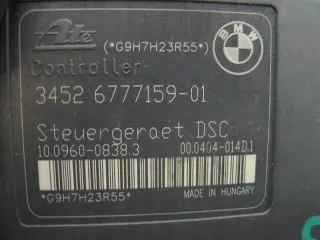 Ate (*G9H7H23R55*) BMW
Controller
3452 6777159-01
Steuergeraet DSC
10.0960-0838.3 00.0404-014D.1
*G9H7H23R55*
MADE IN HUNGARY